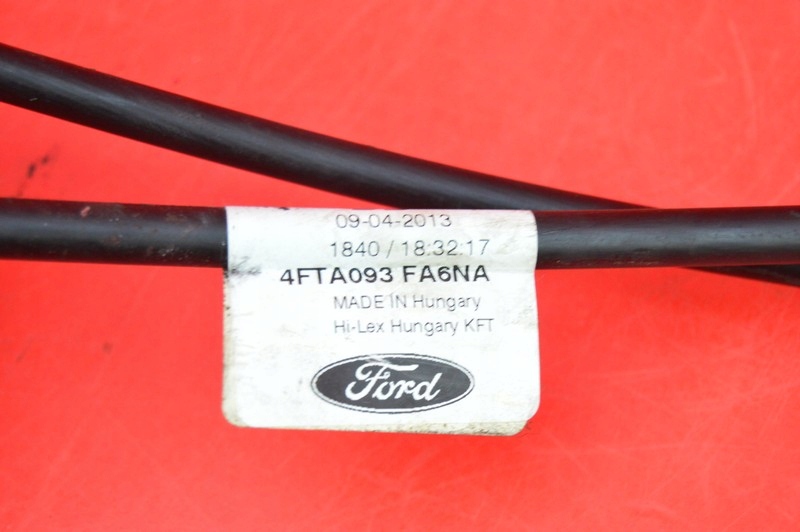 09-04-2013
1840 / 18:32:17
4FTA093 FA6NA
MADE IN Hungary
Hi-Lex Hungary KFT
Ford